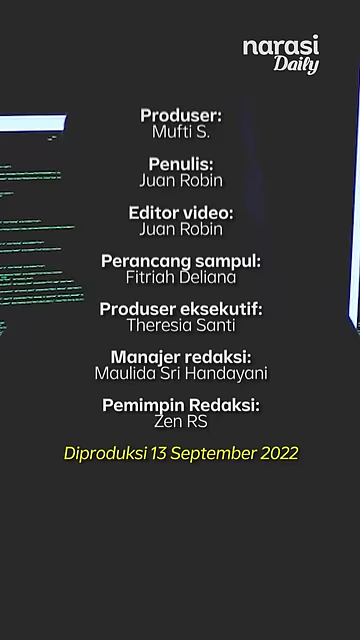 narasi
Daily
Produser:
Mufti S.
Penulis:
Juan Robin
Editor video:
Juan Robin
Perancang sampul:
Fitriah Deliana
Produser eksekutif:
Theresia Santi
Manajer redaksi:
Maulida Sri Handayani
Pemimpin Redaksi:
Zen RS
Diproduksi 13 September 2022